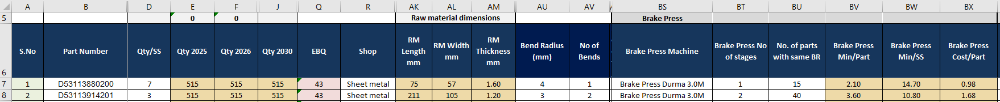 A B D E F J Q R AK AL AM AU AV BS BT BU BV BW BX
5 0 0 Raw material dimensions Brake Press
6 S.No Part Number Qty/SS Qty 2025 Qty 2026 Qty 2030 EBQ Shop RM Length mm RM Width mm RM Thickness mm Bend Radius (mm) No of Bends Brake Press Machine Brake Press No of stages No. of parts with same BR Brake Press Min/Part Brake Press Min/SS Brake Press Cost/Part
7 1 D53113880200 7 515 515 515 43 Sheet metal 75 57 1.60 4 1 Brake Press Durma 3.0M 1 15 2.10 14.70 0.98
8 2 D53113914201 3 515 515 515 43 Sheet metal 211 105 1.20 3 2 Brake Press Durma 3.0M 2 40 3.60 10.80 1.68